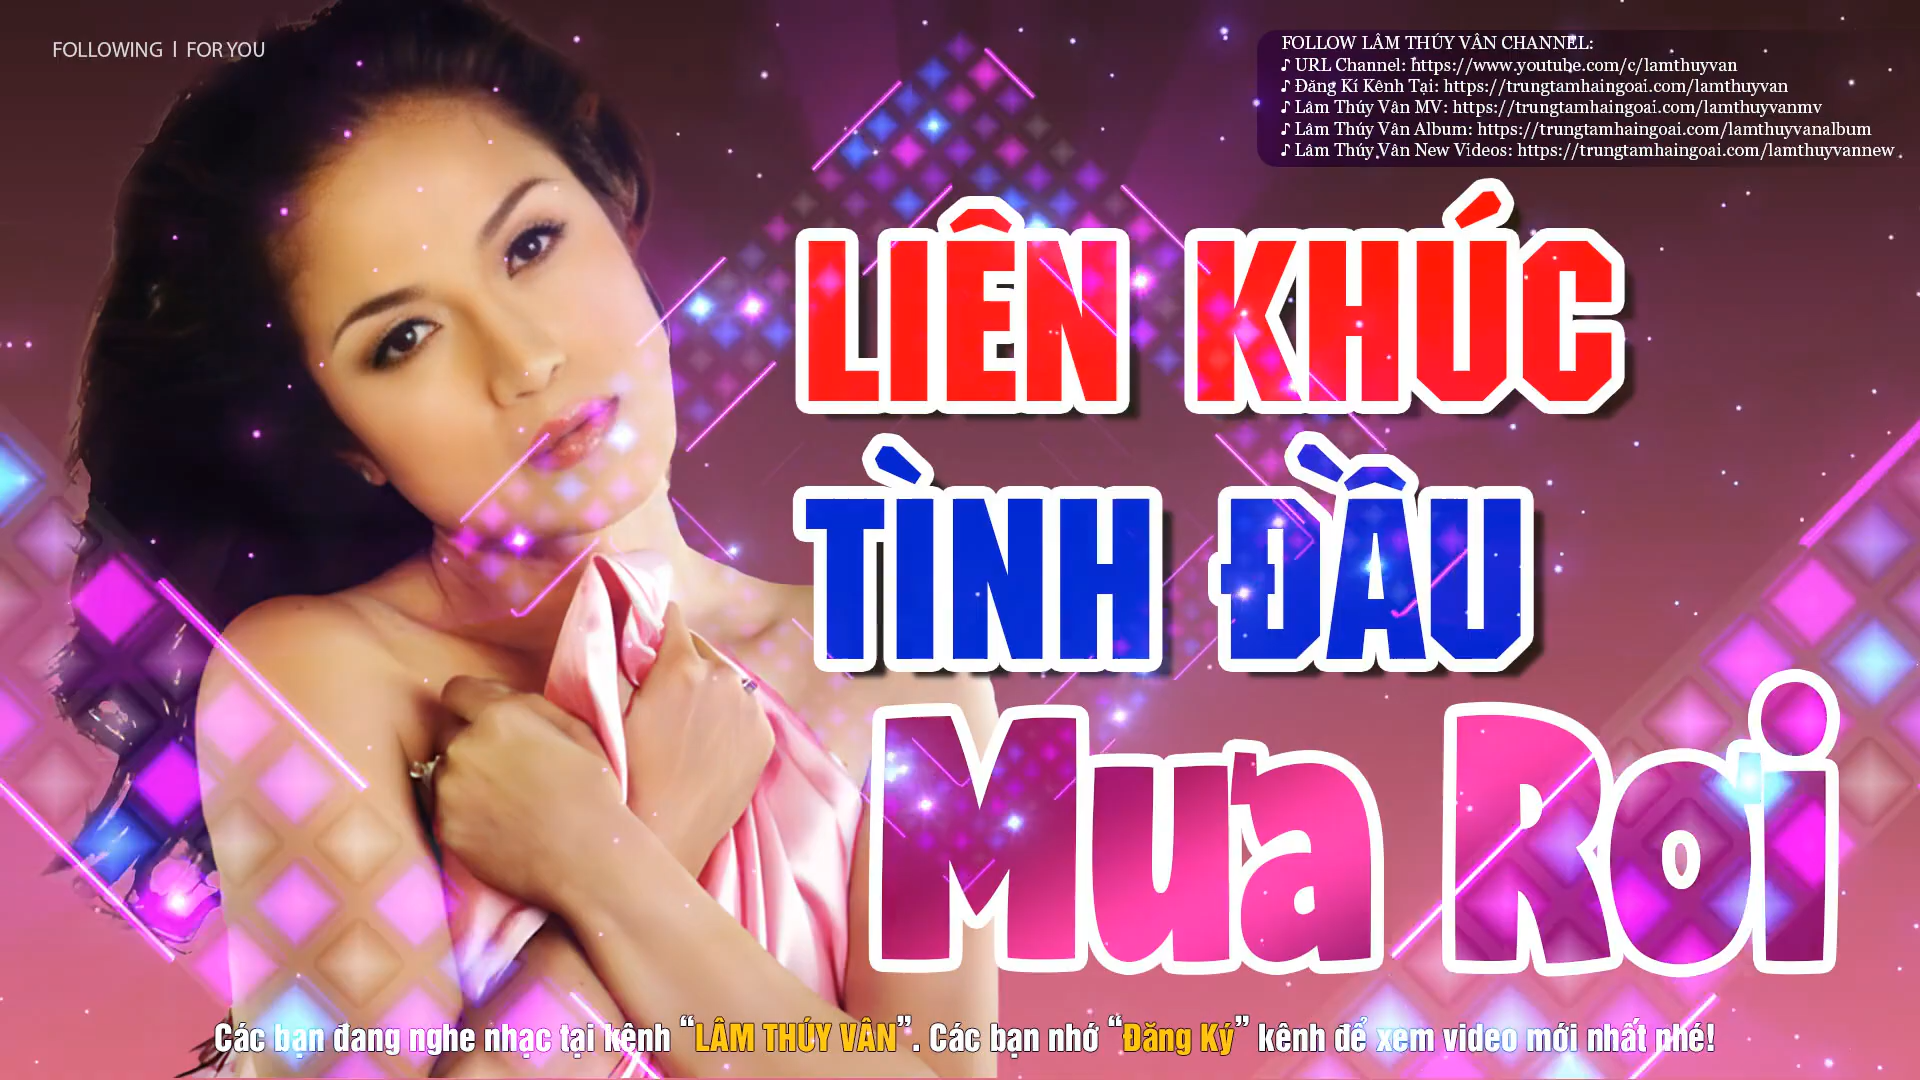 FOLLOWING | FOR YOU
FOLLOW LÂM THÚY VÂN CHANNEL:
♪ URL Channel: https://www.youtube.com/c/lamthuyvan
♪ Đăng Kí Kênh Tại: https://trungtamhaingoai.com/lamthuyvan
♪ Lâm Thúy Vân MV: https://trungtamhaingoai.com/lamthuyvanmv
♪ Lâm Thúy Vân Album: https://trungtamhaingoai.com/lamthuyvanalbum
♪ Lâm Thúy Vân New Videos: https://trungtamhaingoai.com/lamthuyvannew
LIÊN KHÚC
TÌNH ĐẦU
Mưa Rơi
Các bạn đang nghe nhạc tại kênh “LÂM THÚY VÂN”. Các bạn nhớ “Đăng Ký” kênh để xem video mới nhất nhé!